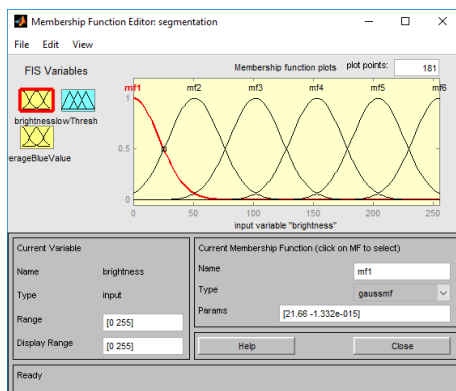 Membership Function Editor: segmentation
File Edit View
FIS Variables
Membership function plots plot points: 181
mf1 mf2 mf3 mf4 mf5 mf6
1
0.5
0
0 50 100 150 200 250
input variable "brightness"
brightness lowThresh
erageBlueValue
Current Variable
Name brightness
Type input
Range [0 255]
Display Range [0 255]
Current Membership Function (click on MF to select)
Name mf1
Type gaussmf
Params [21.66 -1.332e-015]
Help Close
Ready